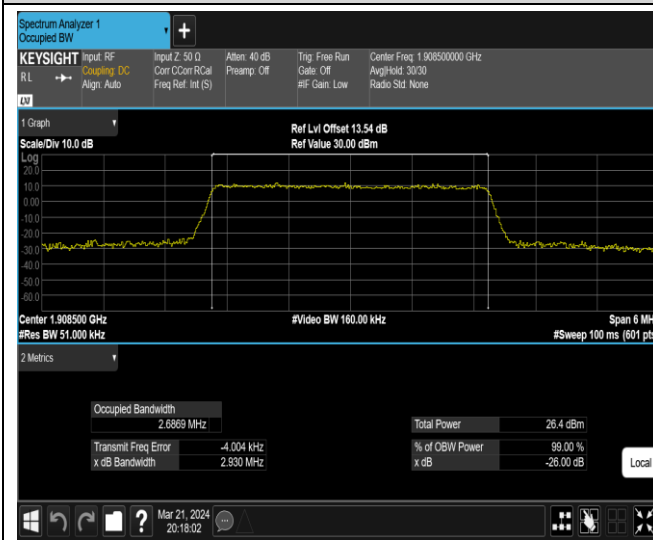 Spectrum Analyzer 1
Occupied BW
+
KEYSIGHT
RL
LXI
Input: RF
Coupling: DC
Align: Auto
Input Z: 50 Ω
Corr CCorr RCal
Freq Ref: Int (S)
Atten: 40 dB
Preamp: Off
Trig: Free Run
Gate: Off
#IF Gain: Low
Center Freq: 1.908500000 GHz
Avg|Hold: 30/30
Radio Std: None
1 Graph
Scale/Div 10.0 dB
Ref Lvl Offset 13.54 dB
Ref Value 30.00 dBm
Log
20.0
10.0
0.00
-10.0
-20.0
-30.0
-40.0
-50.0
-60.0
Center 1.908500 GHz
#Video BW 160.00 kHz
Span 6 MH
#Res BW 51.000 kHz
#Sweep 100 ms (601 pts
2 Metrics
Occupied Bandwidth
2.6869 MHz
Total Power 26.4 dBm
Transmit Freq Error -4.004 kHz
% of OBW Power 99.00 %
x dB Bandwidth 2.930 MHz
x dB -26.00 dB
Local
?
Mar 21, 2024
20:18:02